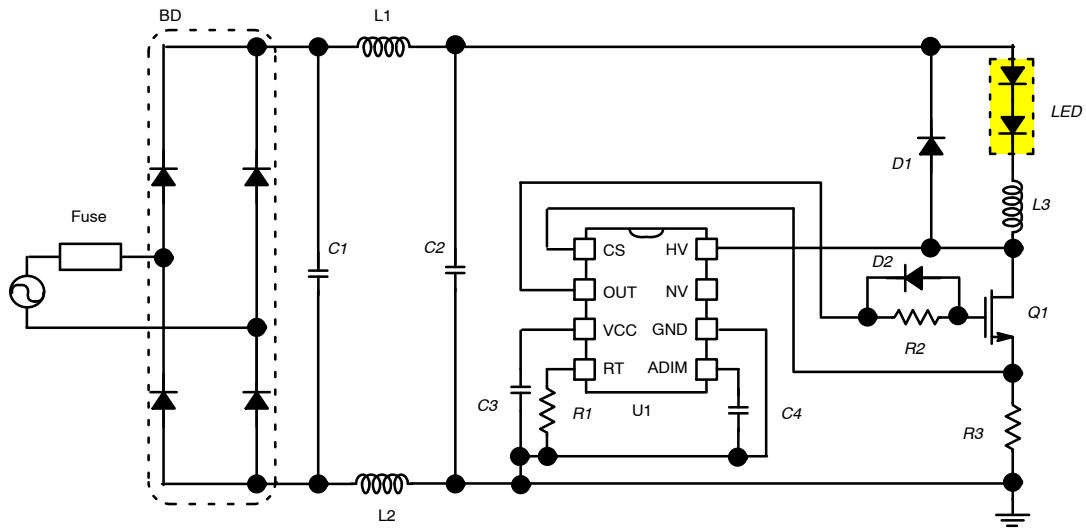 BD
L1
LED
D1
L3
Fuse
C1
C2
CS
HV
D2
OUT
NV
Q1
VCC
GND
R2
RT
ADIM
C3
R1
U1
C4
R3
L2